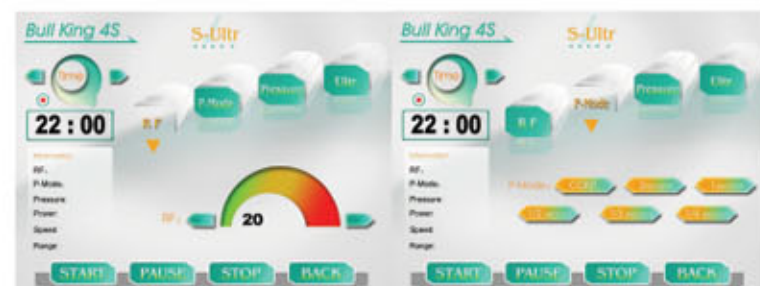 Bull King 4S
S-Ultr
Time
22 : 00
R F
P-Mode
Pressure
Ultr
Information
RF:
P-Mode:
Pressure
Power:
Speed
Range:
RF:
20
START PAUSE STOP BACK
Bull King 4S
S-Ultr
Time
22 : 00
R F
P-Mode
Pressure
Ultr
Information
RF:
P-Mode:
Pressure
Power:
Speed
Range:
P-Mode:
START PAUSE STOP BACK